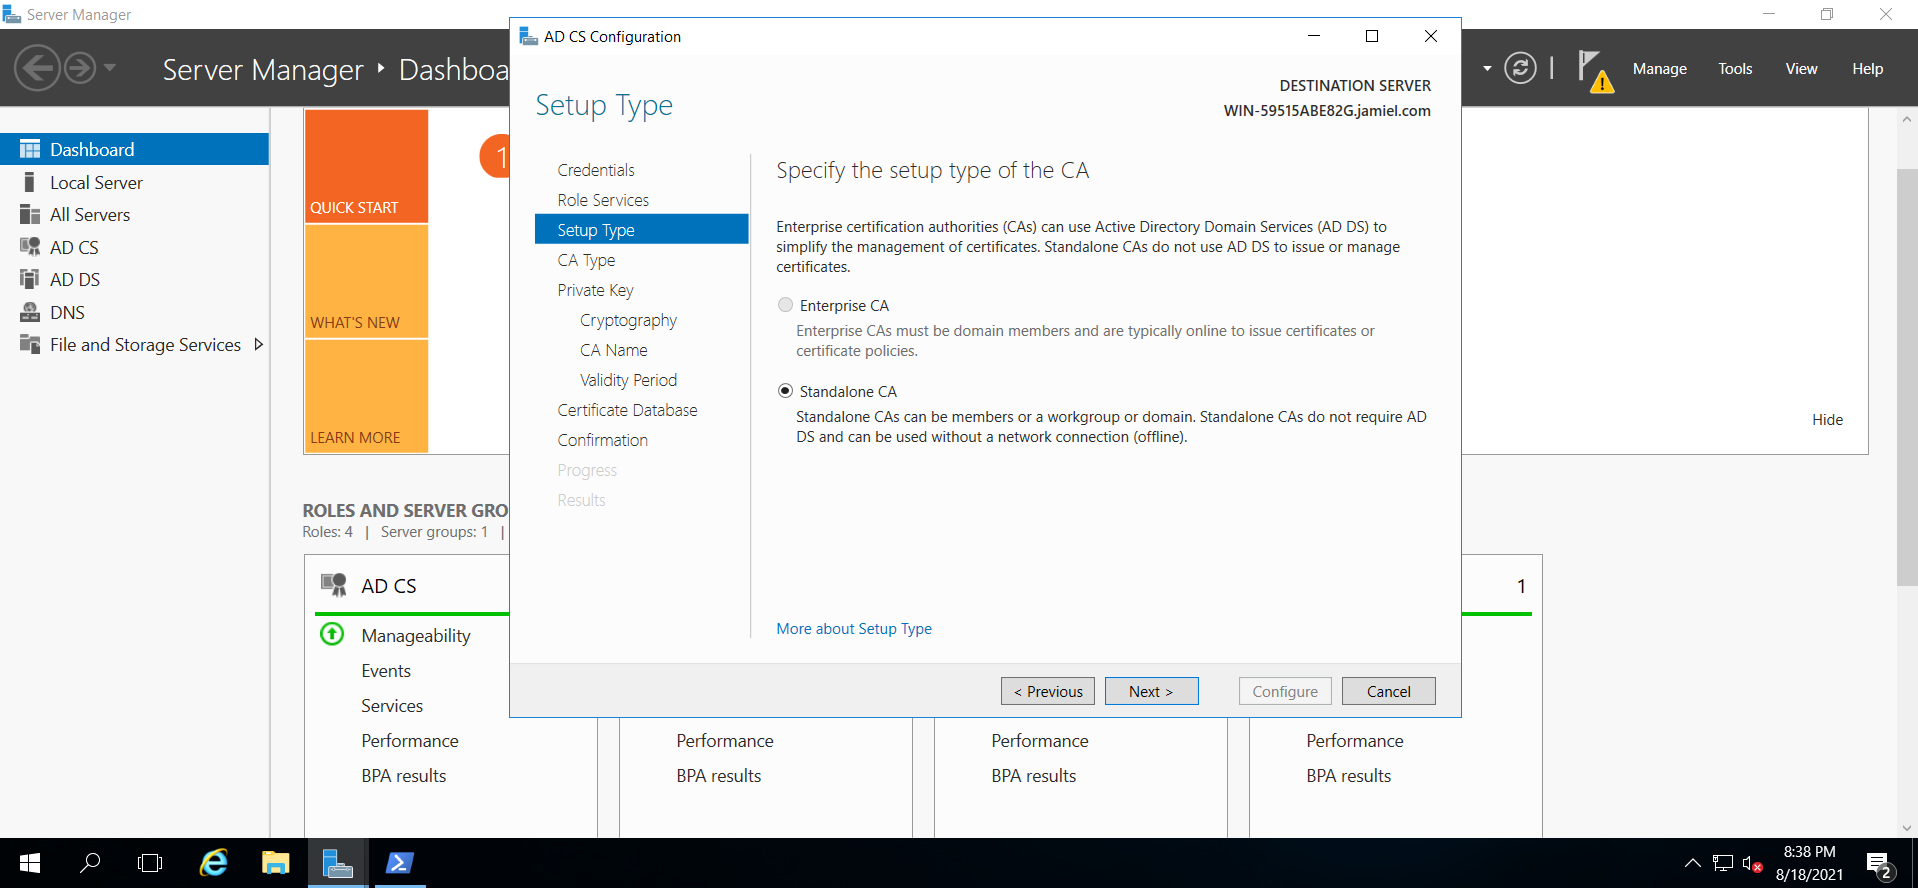 Server Manager
Server Manager ‣ Dashboa
Manage
Tools
View
Help
Dashboard
Local Server
All Servers
AD CS
AD DS
DNS
File and Storage Services
QUICK START
1
WHAT'S NEW
LEARN MORE
Hide
ROLES AND SERVER GRO
Roles: 4 | Server groups: 1 |
AD CS
Manageability
Events
Services
Performance
BPA results
Performance
BPA results
Performance
BPA results
1
Performance
BPA results
AD CS Configuration
Setup Type
DESTINATION SERVER
WIN-59515ABE82G.jamiel.com
Credentials
Role Services
Setup Type
CA Type
Private Key
Cryptography
CA Name
Validity Period
Certificate Database
Confirmation
Progress
Results
Specify the setup type of the CA
Enterprise certification authorities (CAs) can use Active Directory Domain Services (AD DS) to
simplify the management of certificates. Standalone CAs do not use AD DS to issue or manage
certificates.
Enterprise CA
Enterprise CAs must be domain members and are typically online to issue certificates or
certificate policies.
Standalone CA
Standalone CAs can be members or a workgroup or domain. Standalone CAs do not require AD
DS and can be used without a network connection (offline).
More about Setup Type
< Previous
Next >
Configure
Cancel
8:38 PM
8/18/2021
2